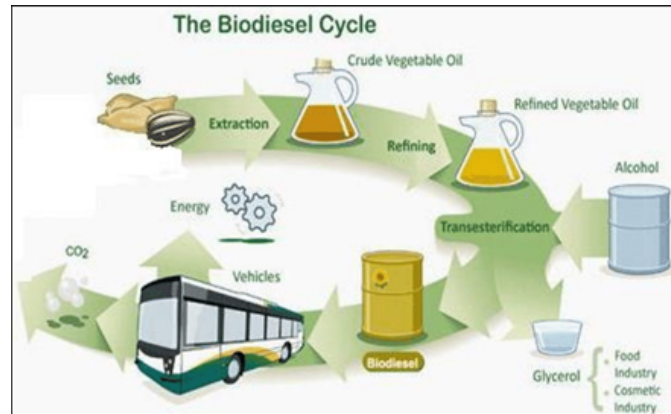 The Biodiesel Cycle
Crude Vegetable Oil
Seeds
Refined Vegetable Oil
Extraction
Refining
Alcohol
Energy
Transesterification
CO2
Vehicles
Biodiesel
Glycerol
Food
Industry
Cosmetic
Industry